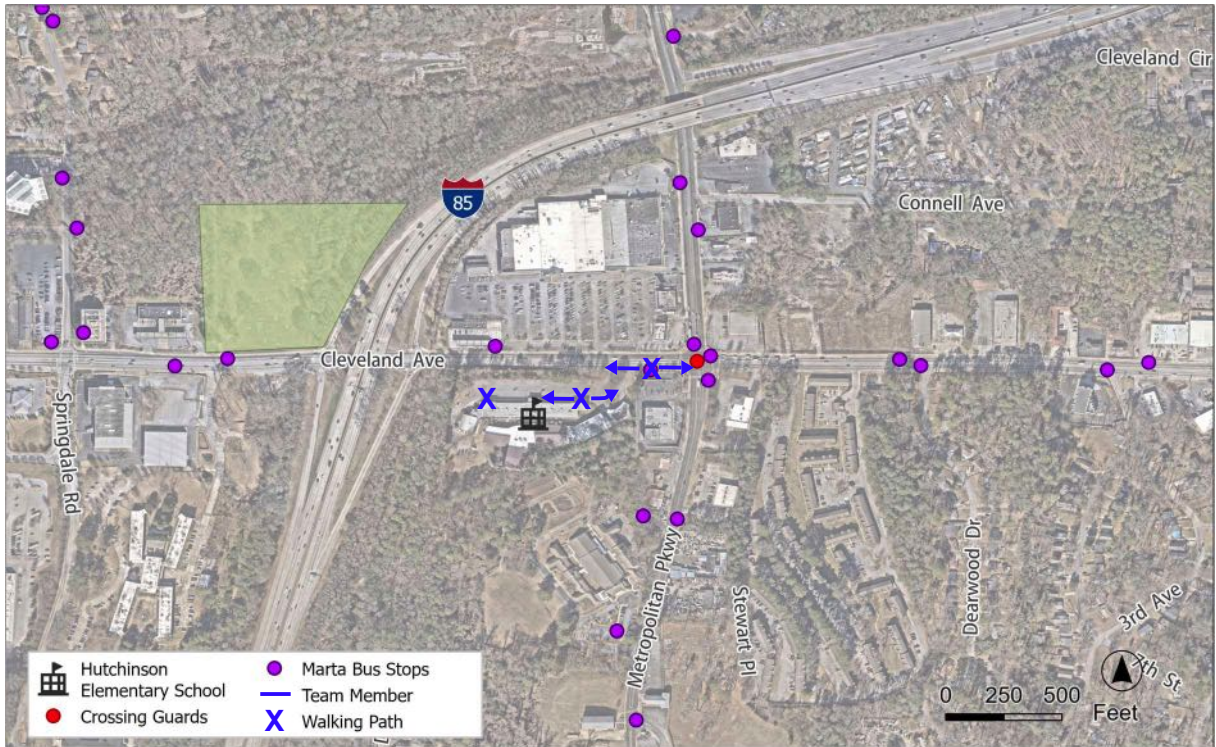 Cleveland Cir
85
Connell Ave
Cleveland Ave
X
X
X
Springdale Rd
Metropolitan Pkwy
Stewart Pl
Dearwood Dr
3rd Ave
7th St
Hutchinson
Elementary School
Crossing Guards
Marta Bus Stops
Team Member
X
Walking Path
0 250 500
Feet